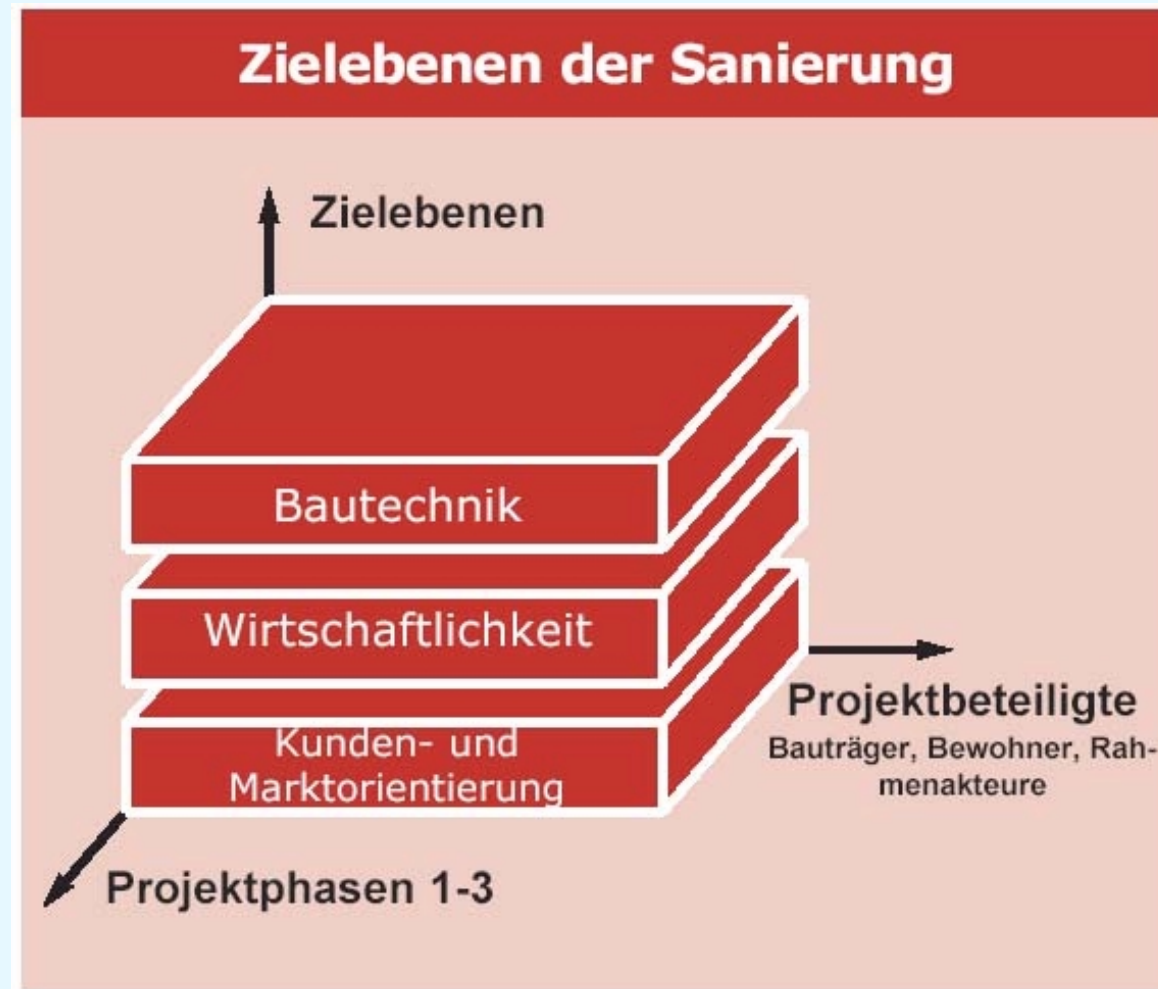 Zielebenen der Sanierung
Zielebenen
Bautechnik
Wirtschaftlichkeit
Kunden- und
Marktorientierung
Projektbeteiligte
Bauträger, Bewohner, Rah-
menakteure
Projektphasen 1-3